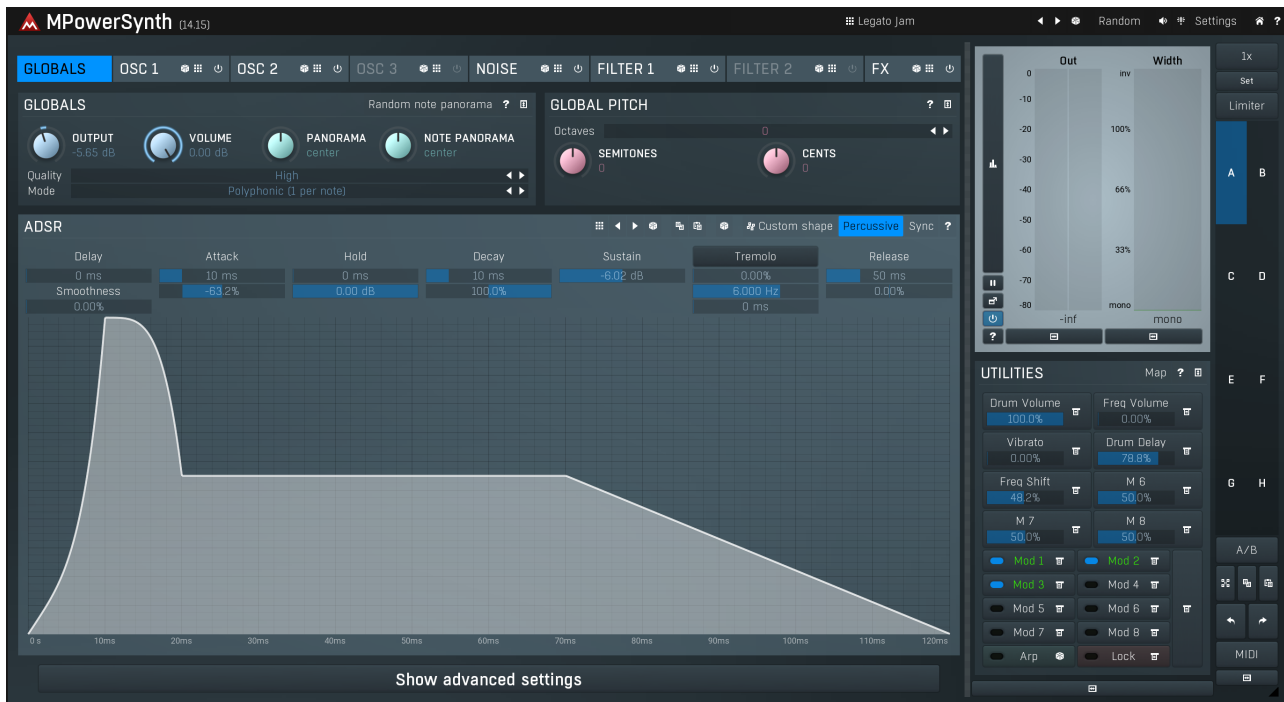 MPowerSynth (14.15) Legato Jam Random Settings ?
GLOBALS OSC 1 OSC 2 OSC 3 NOISE FILTER 1 FILTER 2 FX
GLOBALS Random note panorama ?
OUTPUT -5.65 dB VOLUME 0.00 dB PANORAMA center NOTE PANORAMA center
Quality High
Mode Polyphonic (1 per note)
GLOBAL PITCH ?
Octaves 0
SEMITONES 0 CENTS 0
ADSR Custom shape Percussive Sync ?
Delay Attack Hold Decay Sustain Tremolo Release
0 ms 10 ms 0 ms 10 ms -6.02 dB 0.00% 50 ms
Smoothness -63.2% 0.00 dB 100.0% 6.000 Hz 0.00%
0.00% 0 ms
0 s 10ms 20ms 30ms 40ms 50ms 60ms 70ms 80ms 90ms 100ms 110ms 120ms
Show advanced settings
Out Width
0 inv
-10
-20 100%
-30
-40 66%
-50
-60 33%
-70
-80 mono
-inf mono
?
UTILITIES Map ?
Drum Volume Freq Volume
100.0% 0.00%
Vibrato Drum Delay
0.00% 78.8%
Freq Shift M 6
48.2% 50.0%
M 7 M 8
50.0% 50.0%
Mod 1 Mod 2
Mod 3 Mod 4
Mod 5 Mod 6
Mod 7 Mod 8
Arp Lock
1x
Set
Limiter
A B
C D
E F
G H
A/B
MIDI